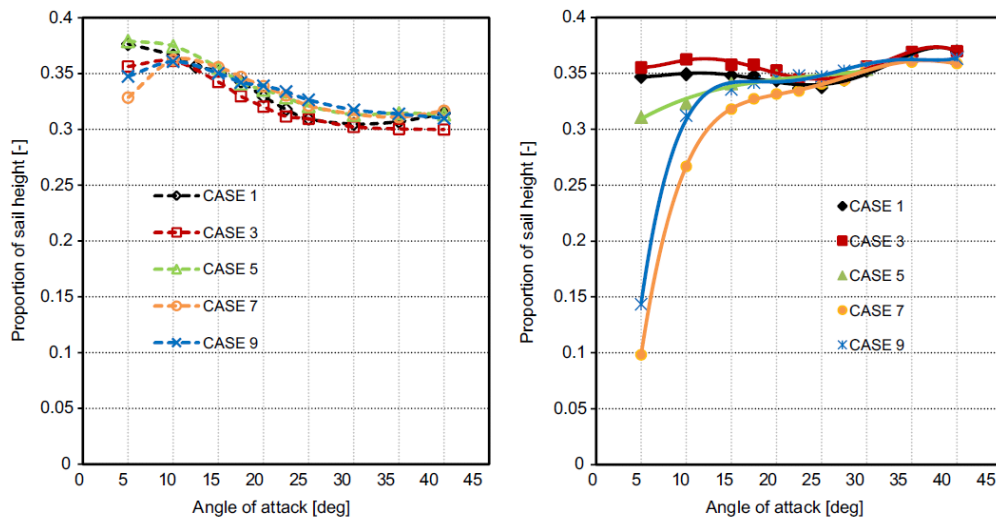 0.4
0.35
0.3
0.25
0.2
0.15
0.1
0.05
0
Proportion of sail height [-]
CASE 1
CASE 3
CASE 5
CASE 7
CASE 9
0 5 10 15 20 25 30 35 40 45
Angle of attack [deg]
0.4
0.35
0.3
0.25
0.2
0.15
0.1
0.05
0
Proportion of sail height [-]
CASE 1
CASE 3
CASE 5
CASE 7
CASE 9
0 5 10 15 20 25 30 35 40 45
Angle of attack [deg]